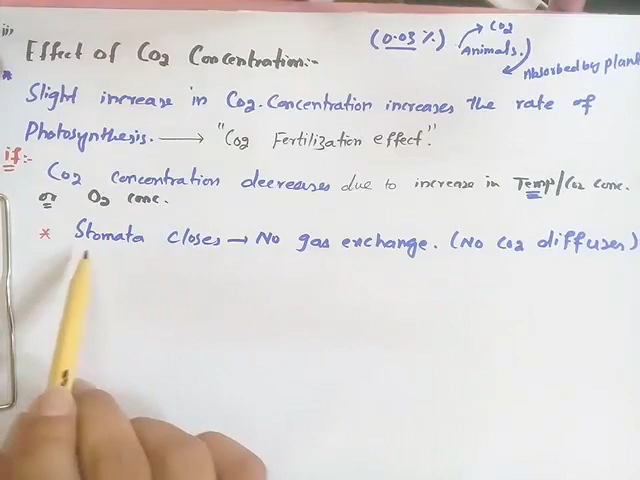 ii)
(0.03 %) → CO2
Animals.
Absorbed by plant
Effect of CO2 Concentration:-
* Slight increase in CO2. Concentration increases the rate of
Photosynthesis. → "CO2 Fertilization effect".
if:-
CO2 concentration decreases due to increase in Temp/CO2 conc.
or O2 conc.
* Stomata closes → No gas exchange. (No CO2 diffuses)